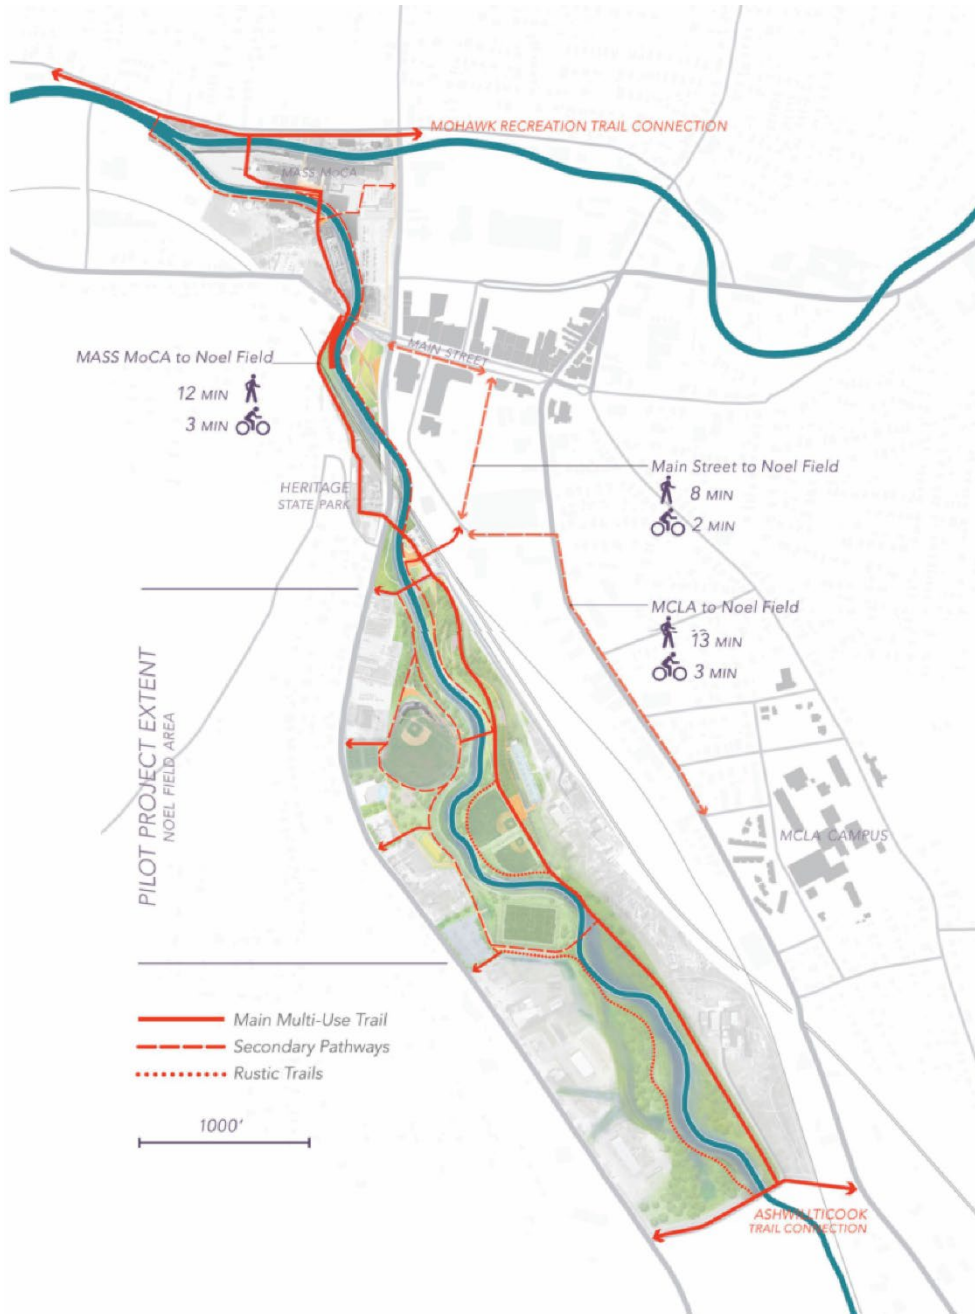 MOHAWK RECREATION TRAIL CONNECTION
MASS MoCA
MAIN STREET
MASS MoCA to Noel Field
12 MIN
3 MIN
HERITAGE
STATE PARK
Main Street to Noel Field
8 MIN
2 MIN
MCLA to Noel Field
13 MIN
3 MIN
PILOT PROJECT EXTENT
NOEL FIELD AREA
MCLA CAMPUS
Main Multi-Use Trail
Secondary Pathways
Rustic Trails
1000'
ASHWILLTICOOK
TRAIL CONNECTION